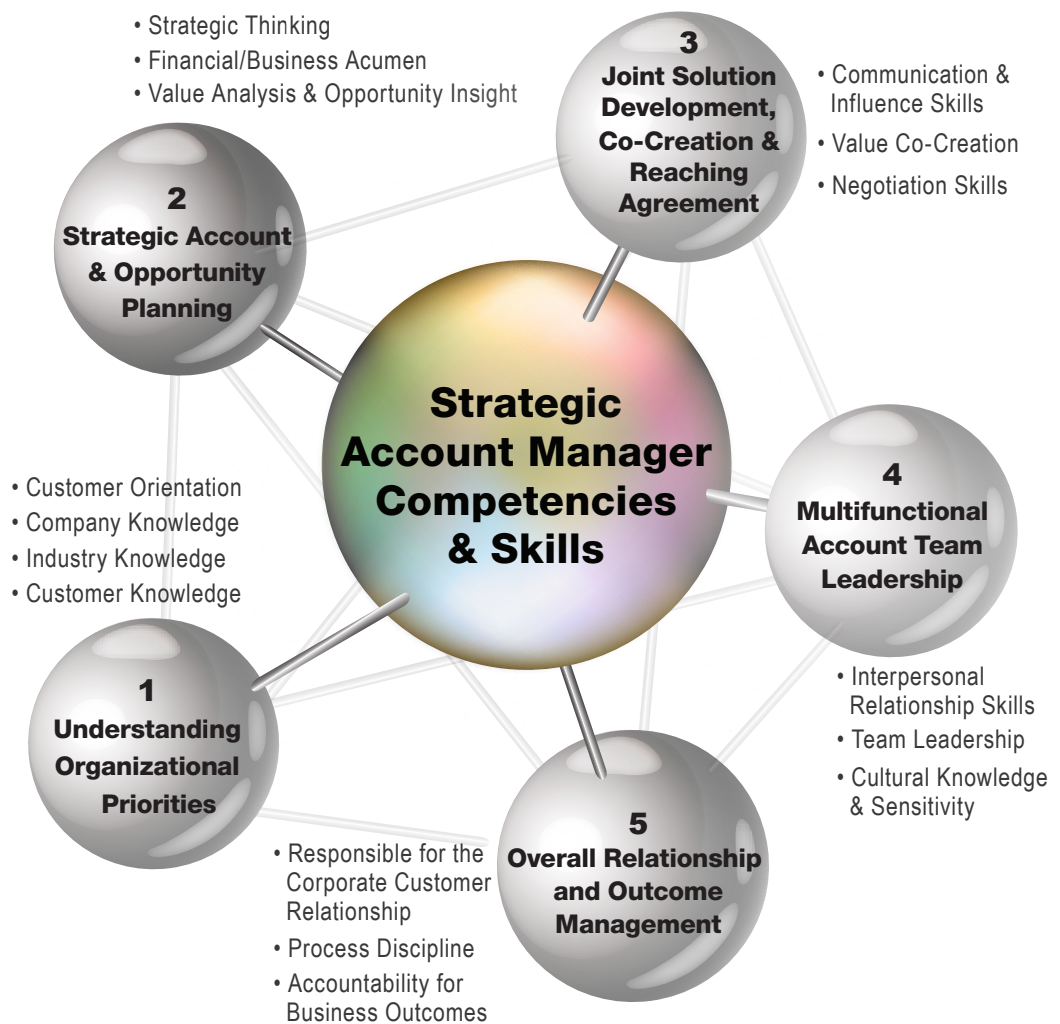 Strategic
Account Manager
Competencies
& Skills
1
Understanding
Organizational
Priorities
• Customer Orientation
• Company Knowledge
• Industry Knowledge
• Customer Knowledge
2
Strategic Account
& Opportunity
Planning
• Strategic Thinking
• Financial/Business Acumen
• Value Analysis & Opportunity Insight
3
Joint Solution
Development,
Co-Creation &
Reaching
Agreement
• Communication &
Influence Skills
• Value Co-Creation
• Negotiation Skills
4
Multifunctional
Account Team
Leadership
• Interpersonal
Relationship Skills
• Team Leadership
• Cultural Knowledge
& Sensitivity
5
Overall Relationship
and Outcome
Management
• Responsible for the
Corporate Customer
Relationship
• Process Discipline
• Accountability for
Business Outcomes